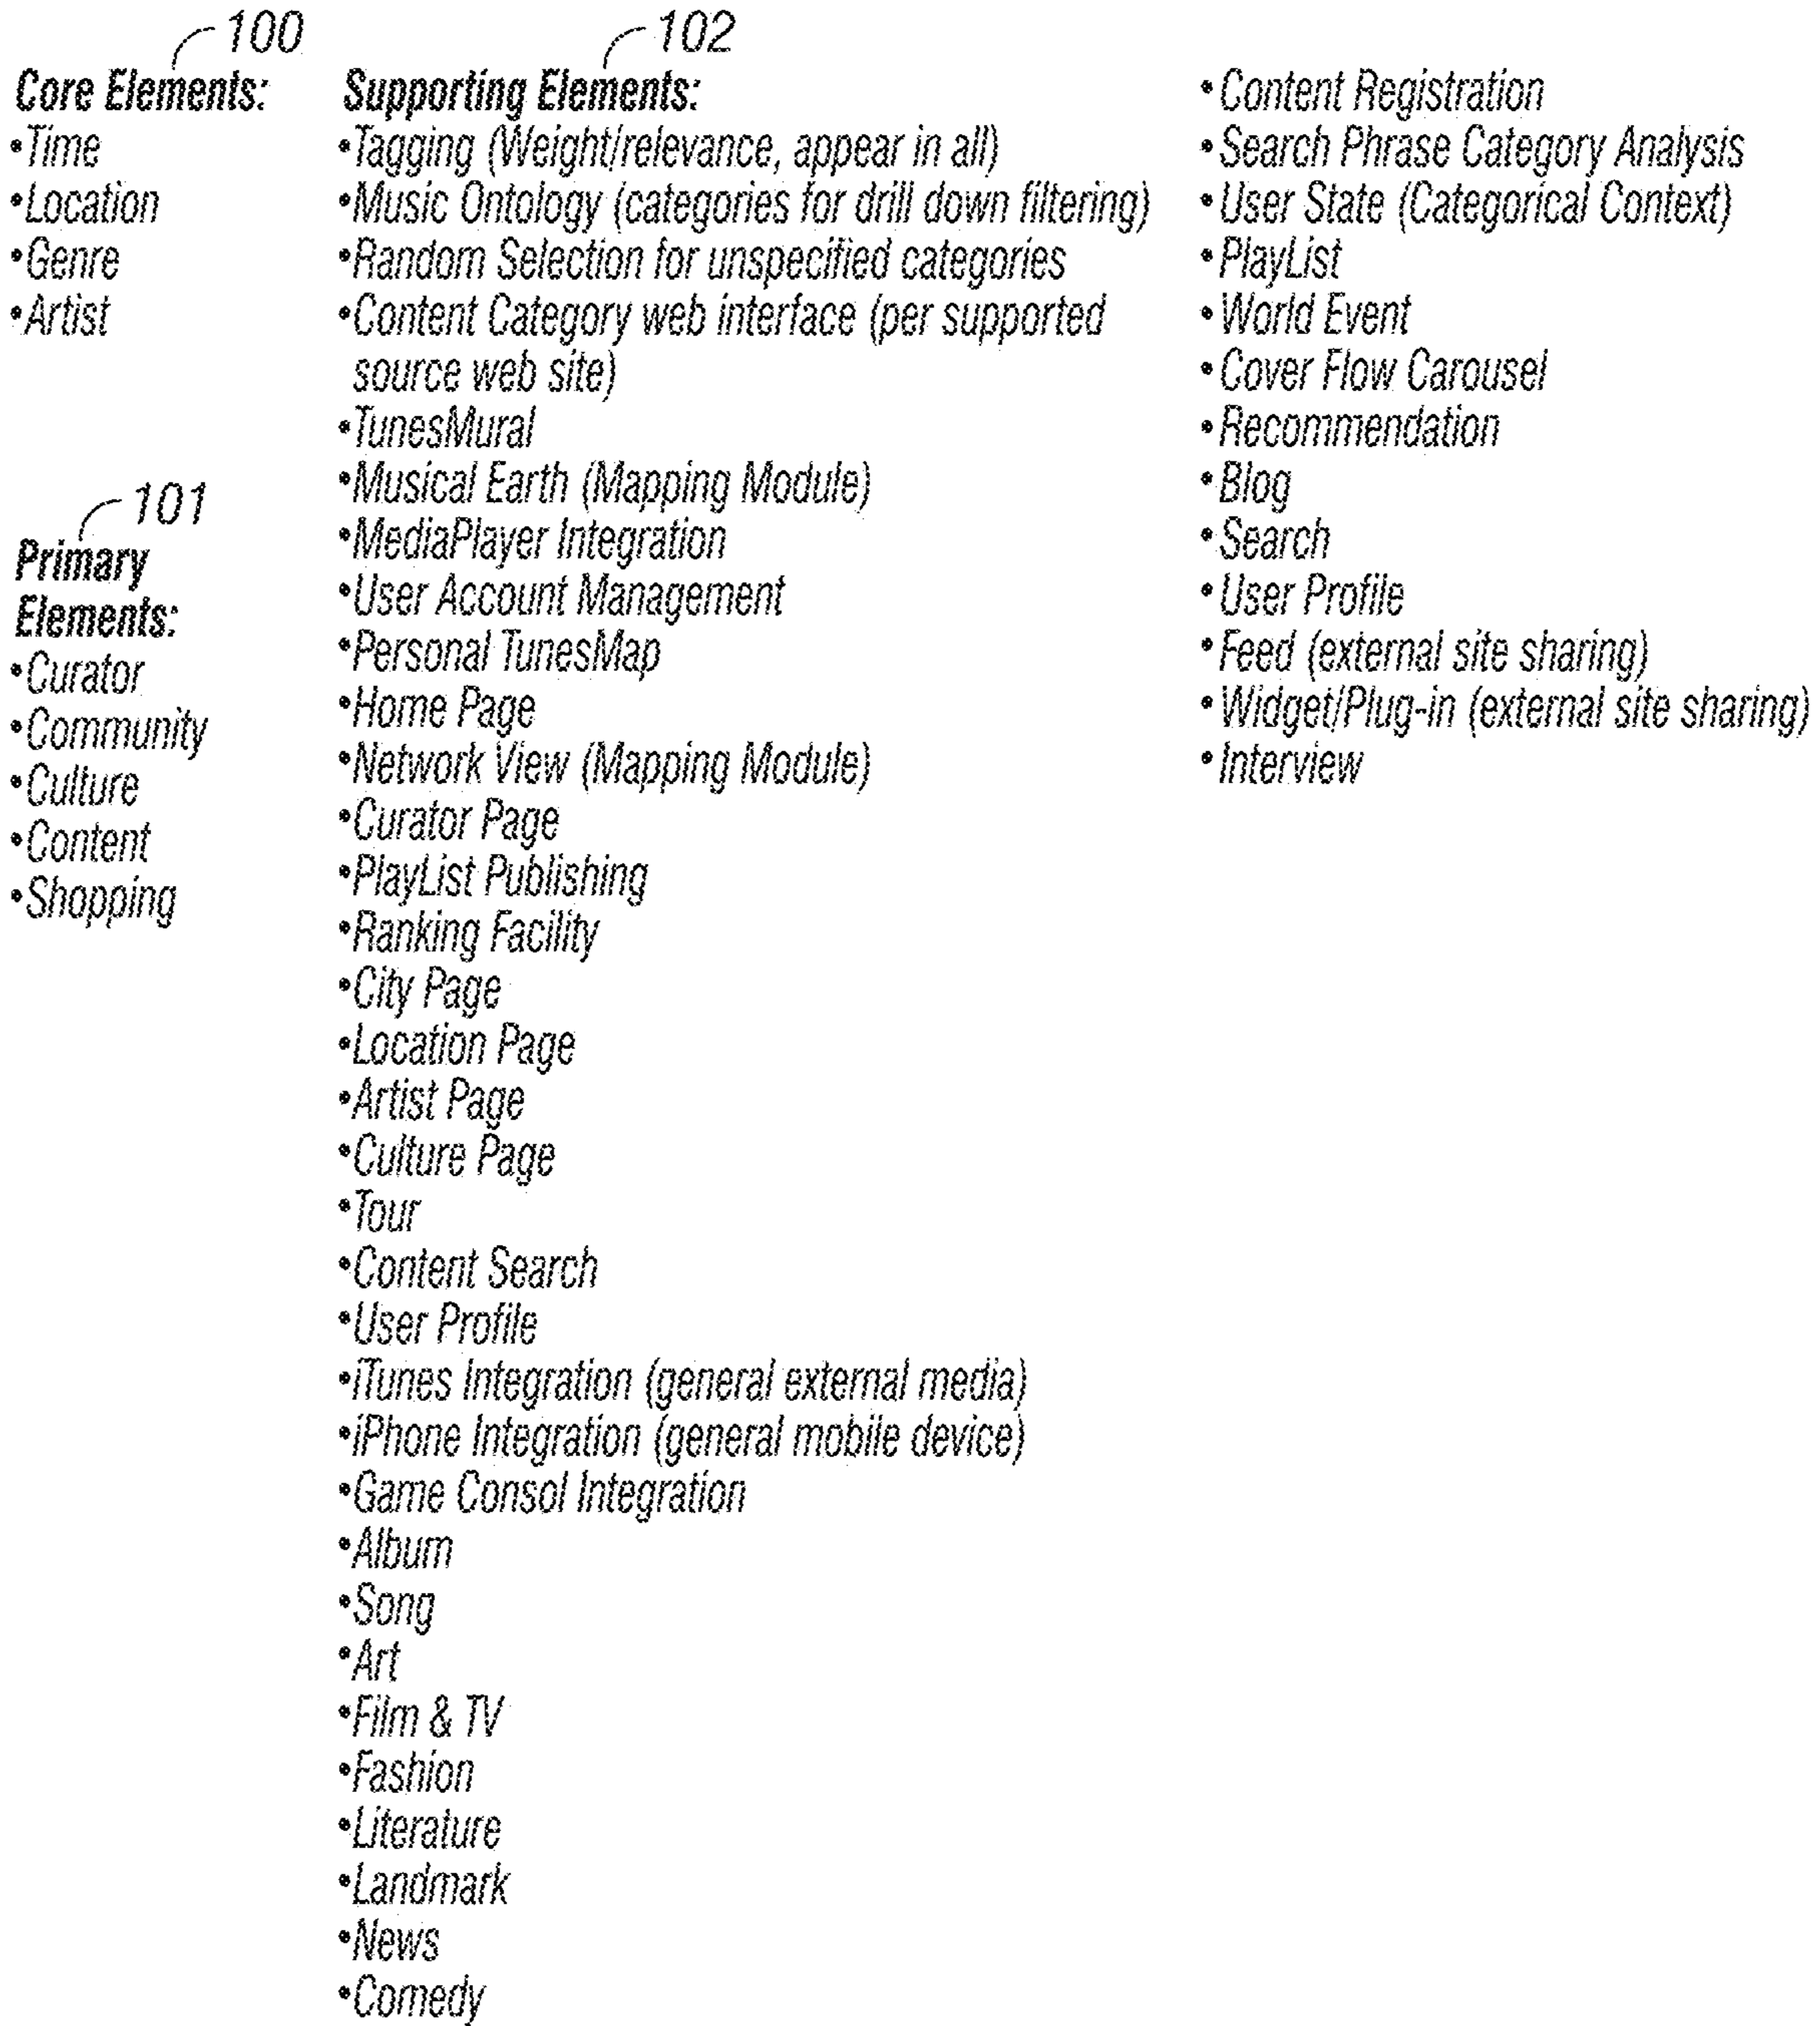 100
Core Elements:
•Time
•Location
•Genre
•Artist
101
Primary
Elements:
•Curator
•Community
•Culture
•Content
•Shopping
102
Supporting Elements:
•Tagging (Weight/relevance, appear in all)
•Music Ontology (categories for drill down filtering)
•Random Selection for unspecified categories
•Content Category web interface (per supported
source web site)
•TunesMural
•Musical Earth (Mapping Module)
•MediaPlayer Integration
•User Account Management
•Personal TunesMap
•Home Page
•Network View (Mapping Module)
•Curator Page
•PlayList Publishing
•Ranking Facility
•City Page
•Location Page
•Artist Page
•Culture Page
•Tour
•Content Search
•User Profile
•iTunes Integration (general external media)
•iPhone Integration (general mobile device)
•Game Consol Integration
•Album
•Song
•Art
•Film & TV
•Fashion
•Literature
•Landmark
•News
•Comedy
•Content Registration
•Search Phrase Category Analysis
•User State (Categorical Context)
•PlayList
•World Event
•Cover Flow Carousel
•Recommendation
•Blog
•Search
•User Profile
•Feed (external site sharing)
•Widget/Plug-in (external site sharing)
•Interview